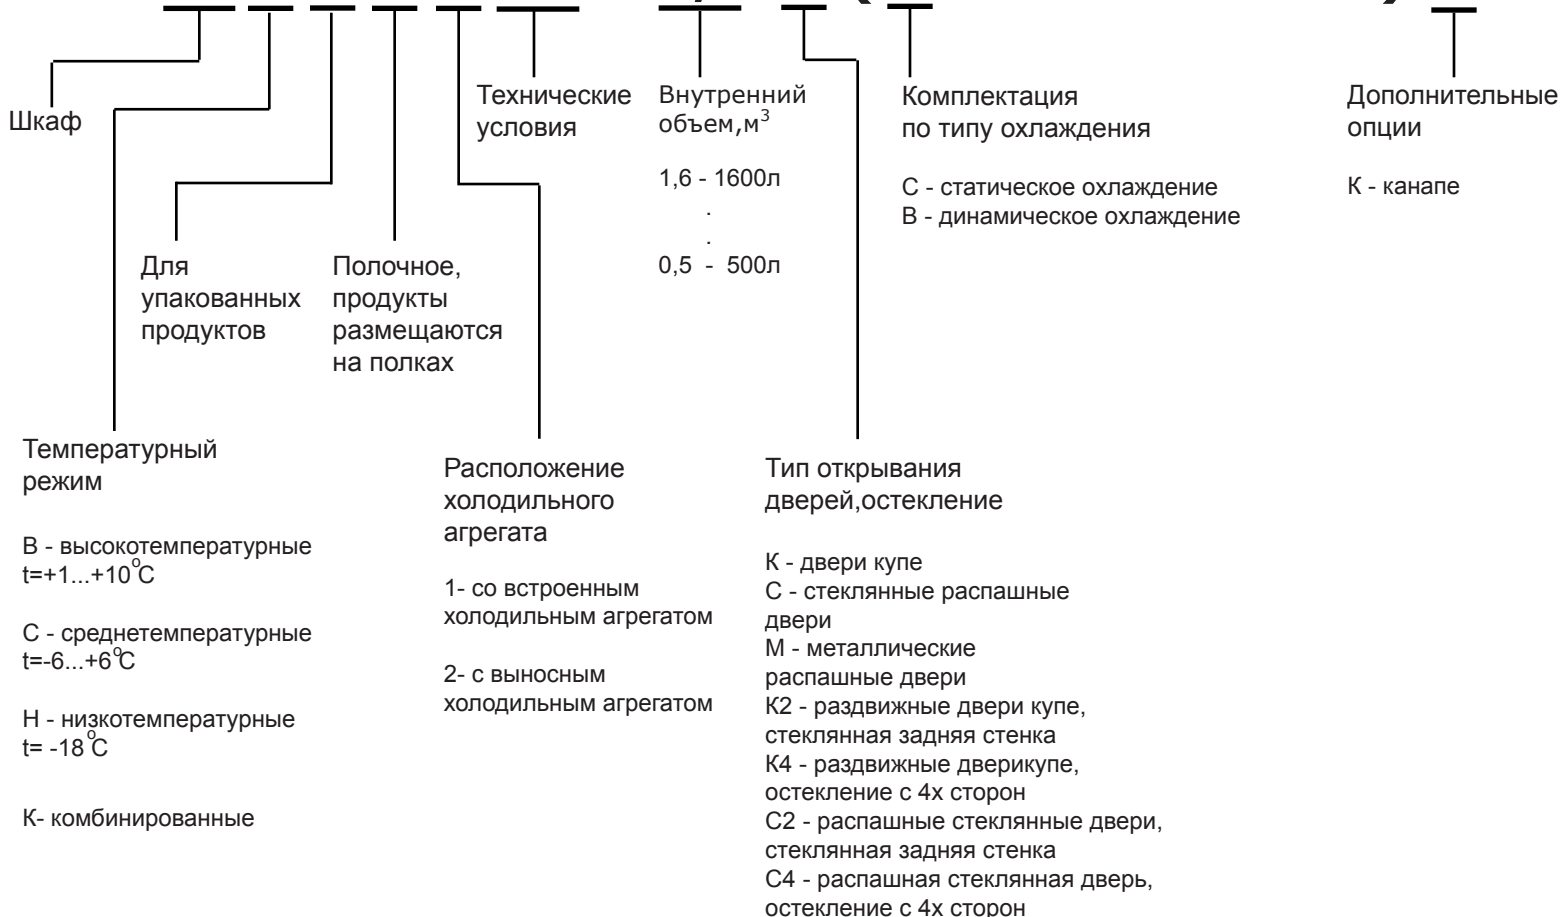 Шкаф
Технические
условия
Внутренний
объем,м³
1,6 - 1600л
.
.
0,5 - 500л
Комплектация
по типу охлаждения
С - статическое охлаждение
В - динамическое охлаждение
Дополнительные
опции
К - канапе
Для
упакованных
продуктов
Полочное,
продукты
размещаются
на полках
Температурный
режим
В - высокотемпературные
t=+1...+10°С
С - среднетемпературные
t=-6...+6°С
Н - низкотемпературные
t= -18°С
К- комбинированные
Расположение
холодильного
агрегата
1- со встроенным
холодильным агрегатом
2- с выносным
холодильным агрегатом
Тип открывания
дверей,остекление
К - двери купе
С - стеклянные распашные
двери
М - металлические
распашные двери
К2 - раздвижные двери купе,
стеклянная задняя стенка
К4 - раздвижные дверикупе,
остекление с 4х сторон
С2 - распашные стеклянные двери,
стеклянная задняя стенка
С4 - распашная стеклянная дверь,
остекление с 4х сторон